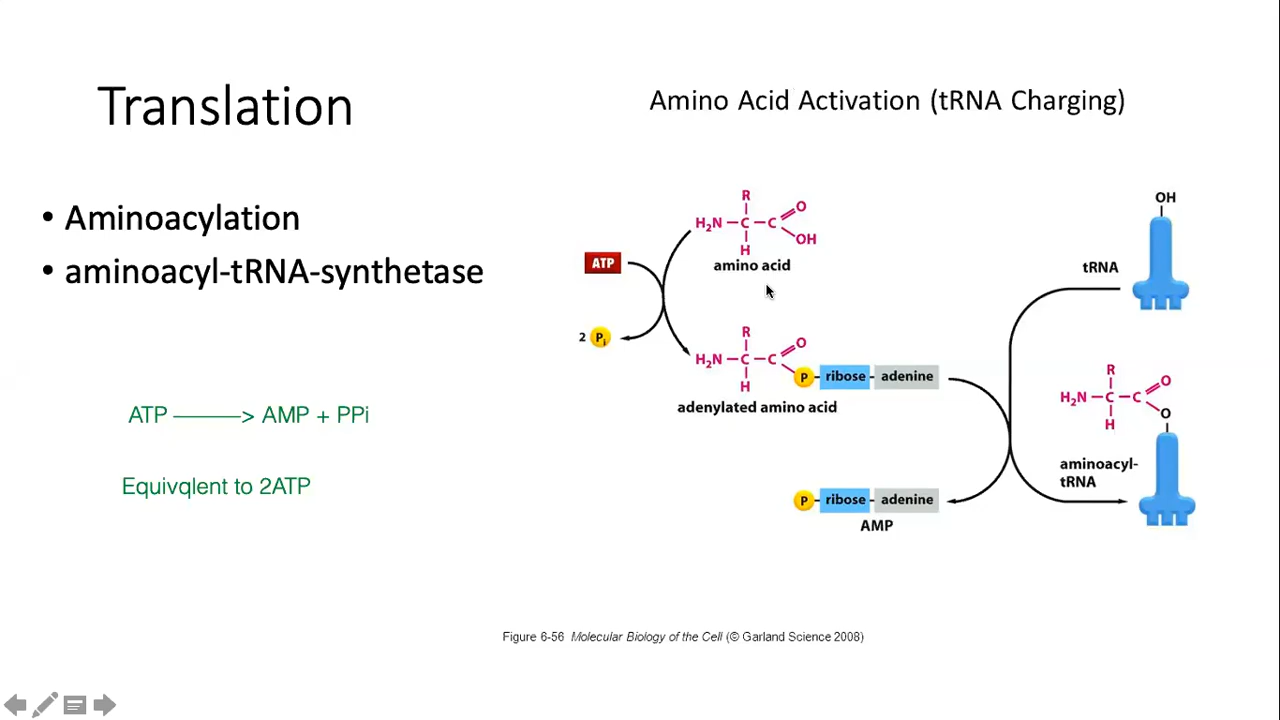 Translation
Amino Acid Activation (tRNA Charging)
• Aminoacylation
• aminoacyl-tRNA-synthetase
ATP ———> AMP + PPi
Equivqlent to 2ATP
R
H₂N–C–C
O
OH
H
amino acid
ATP
2 Pi
R
H₂N–C–C
O
H
P ribose adenine
adenylated amino acid
P ribose adenine
AMP
OH
tRNA
R
H₂N–C–C
O
O
H
aminoacyl-
tRNA
Figure 6-56 Molecular Biology of the Cell (© Garland Science 2008)